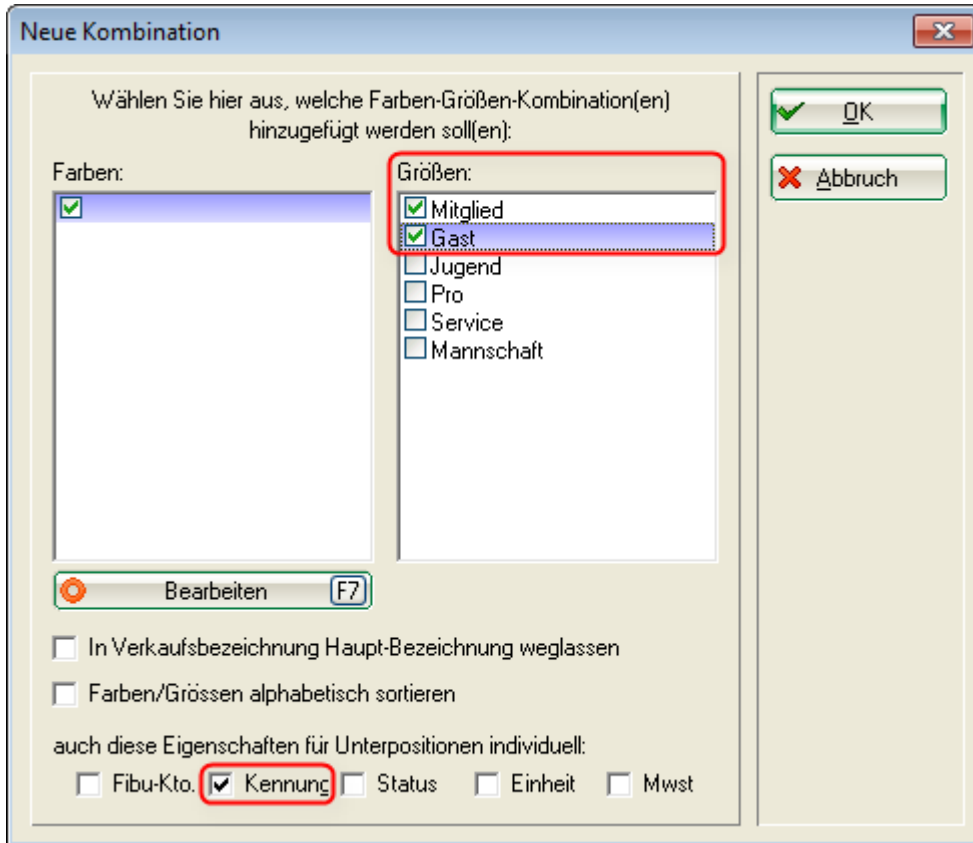 Neue Kombination
Wählen Sie hier aus, welche Farben-Größen-Kombination(en)
hinzugefügt werden soll(en):
OK
Abbruch
Farben:
Größen:
Mitglied
Gast
Jugend
Pro
Service
Mannschaft
Bearbeiten F7
In Verkaufsbezeichnung Haupt-Bezeichnung weglassen
Farben/Grössen alphabetisch sortieren
auch diese Eigenschaften für Unterpositionen individuell:
Fibu-Kto. Kennung Status Einheit Mwst